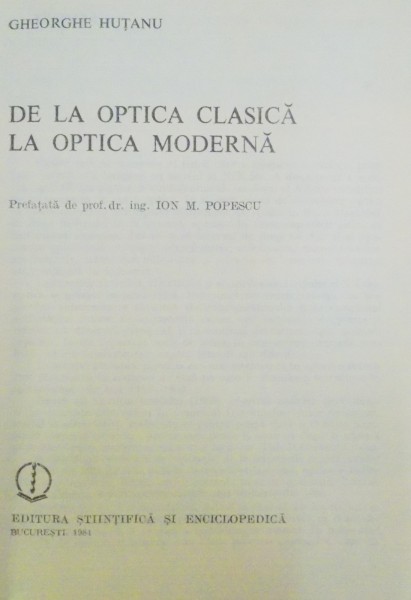 GHEORGHE HUȚANU
DE LA OPTICA CLASICĂ
LA OPTICA MODERNĂ
Prefațată de prof. dr. ing. ION M. POPESCU
EDITURA ȘTIINȚIFICĂ ȘI ENCICLOPEDICĂ
BUCUREȘTI, 1984